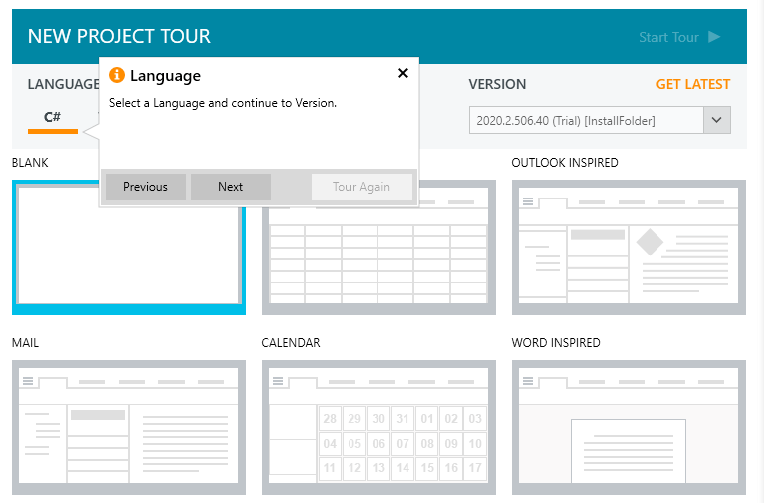 NEW PROJECT TOUR
Start Tour
LANGUAGE
VERSION
GET LATEST
C#
2020.2.506.40 (Trial) [InstallFolder]
Language
Select a Language and continue to Version.
Previous
Next
Tour Again
BLANK
OUTLOOK INSPIRED
MAIL
CALENDAR
WORD INSPIRED
28 29 30 31 01 02 03
04 05 06 07 08 09 10
11 12 13 14 15 16 17